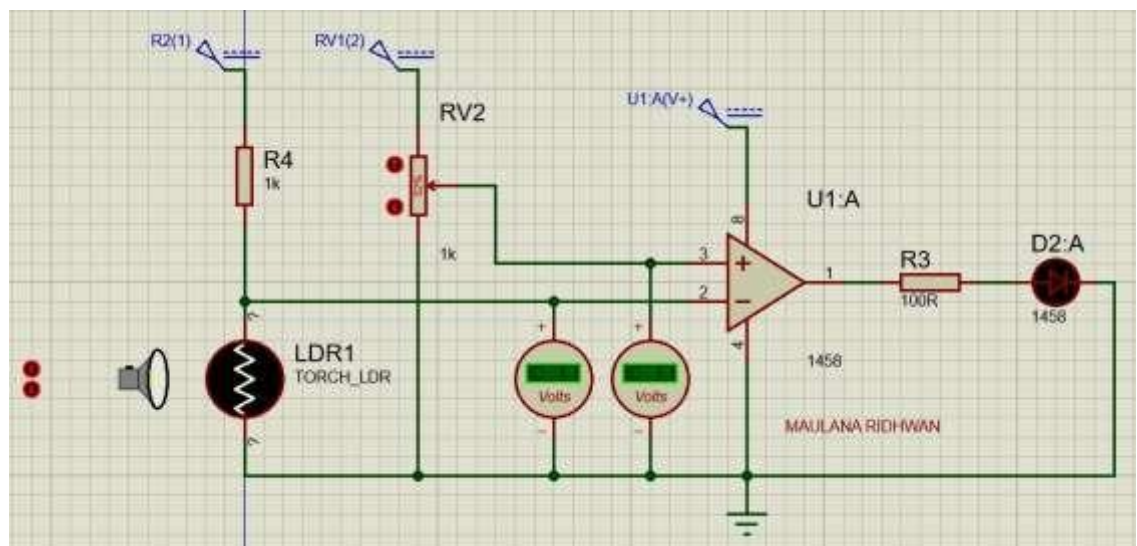 R2(1)
RV1(2)
U1:A(V+)
RV2
R4
1k
1k
U1:A
8
3
+
2
−
1
4
1458
R3
100R
D2:A
1458
?
LDR1
TORCH_LDR
?
+
Volts
−
+
Volts
−
MAULANA RIDHWAN